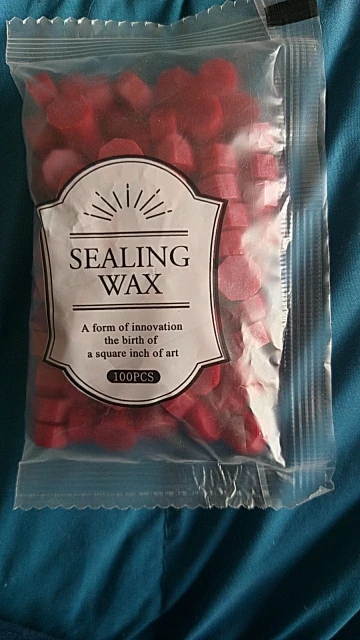 SEALING
WAX
A form of innovation
the birth of
a square inch of art
100PCS